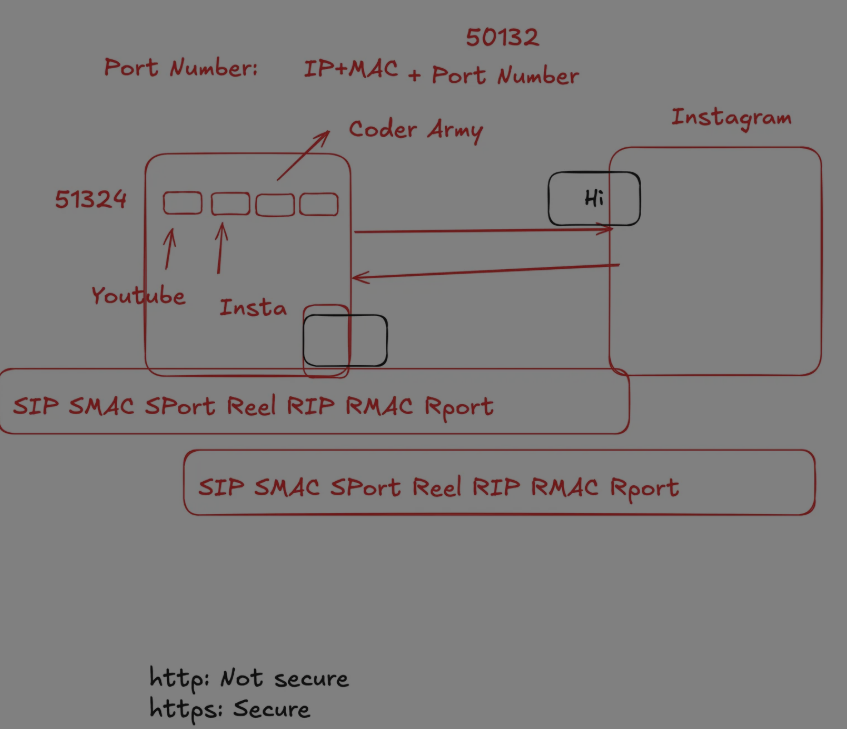 50132
Port Number: IP+MAC + Port Number
Instagram
Coder Army
51324
Hi
Youtube
Insta
SIP SMAC SPort Reel RIP RMAC Rport
SIP SMAC SPort Reel RIP RMAC Rport
http: Not secure
https: Secure